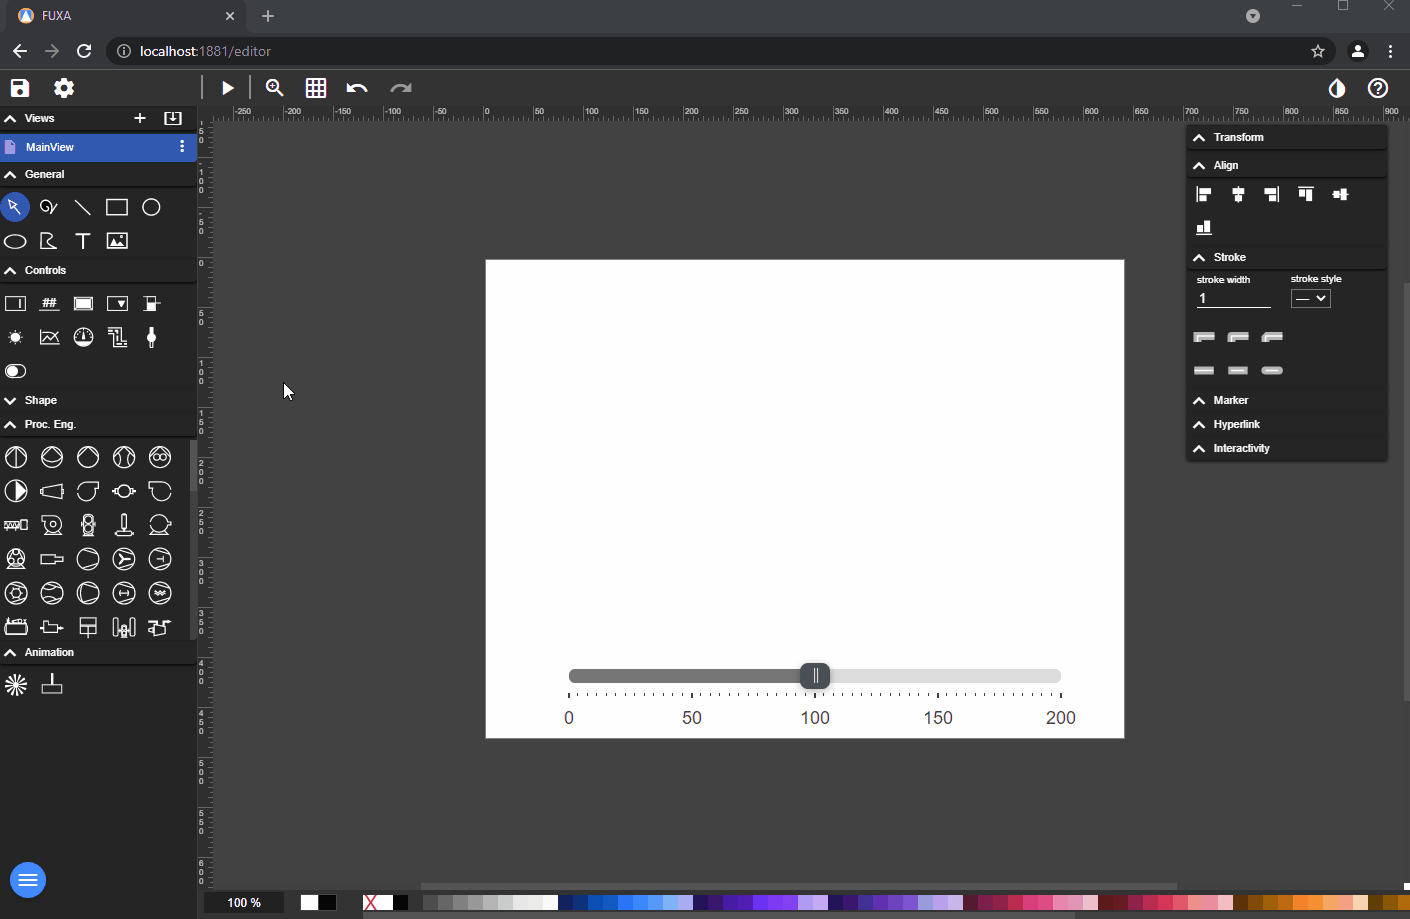 FUXA
localhost:1881/editor
-250 -200 -150 -100 -50 0 50 100 150 200 250 300 350 400 450 500 550 600 650 700 750 800 850 900
Views
MainView
General
Controls
##
Shape
Proc. Eng.
Animation
Transform
Align
Stroke
stroke width
stroke style
1
Marker
Hyperlink
Interactivity
0 50 100 150 200
100 %